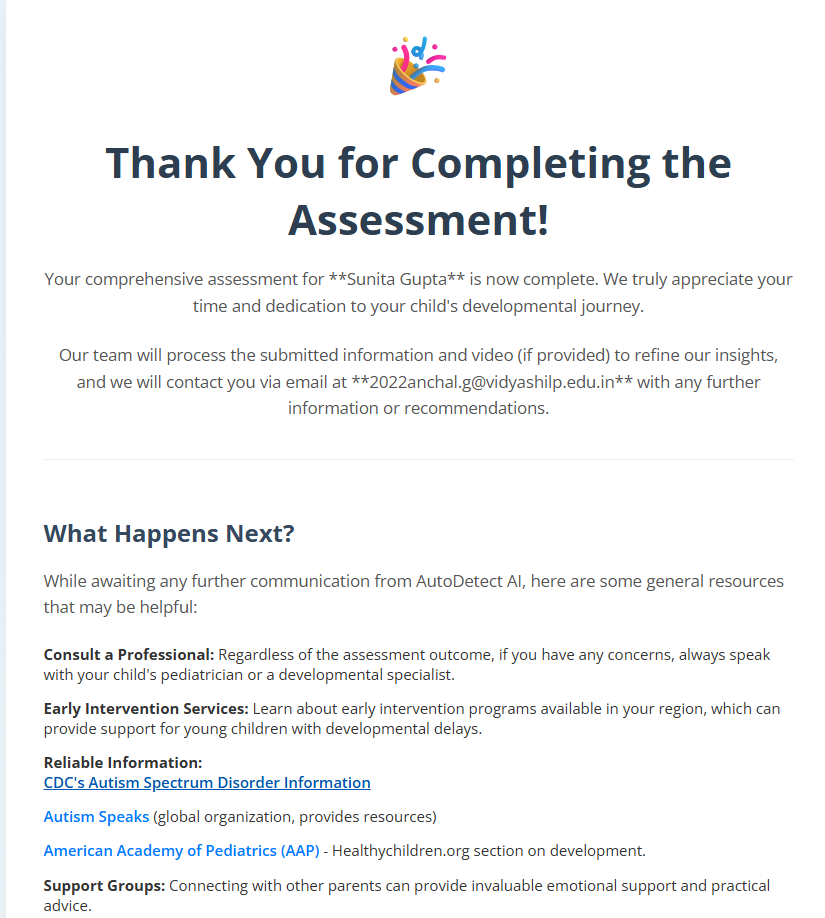 Thank You for Completing the
Assessment!
Your comprehensive assessment for **Sunita Gupta** is now complete. We truly appreciate your
time and dedication to your child's developmental journey.
Our team will process the submitted information and video (if provided) to refine our insights,
and we will contact you via email at **2022anchal.g@vidyashilp.edu.in** with any further
information or recommendations.
What Happens Next?
While awaiting any further communication from AutoDetect AI, here are some general resources
that may be helpful:
Consult a Professional: Regardless of the assessment outcome, if you have any concerns, always speak
with your child's pediatrician or a developmental specialist.
Early Intervention Services: Learn about early intervention programs available in your region, which can
provide support for young children with developmental delays.
Reliable Information:
CDC's Autism Spectrum Disorder Information
Autism Speaks (global organization, provides resources)
American Academy of Pediatrics (AAP) - Healthychildren.org section on development.
Support Groups: Connecting with other parents can provide invaluable emotional support and practical
advice.